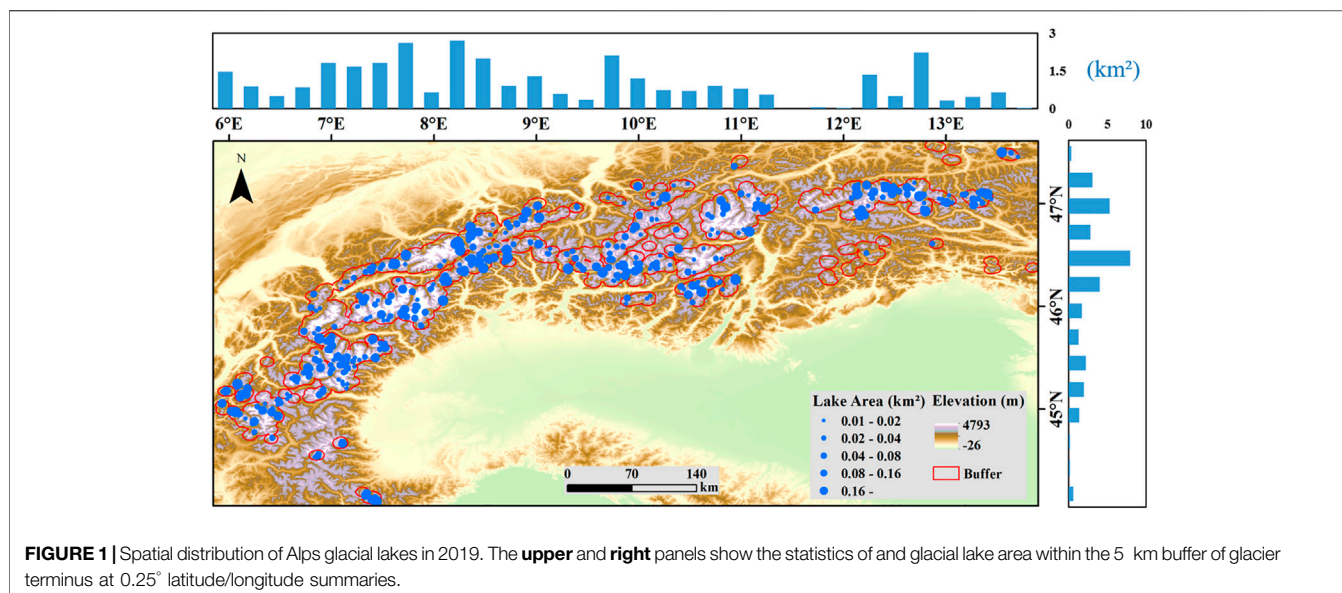 3
1.5
0
(km²)
6°E 7°E 8°E 9°E 10°E 11°E 12°E 13°E
0 5 10
N
47°N
46°N
45°N
Lake Area (km²) Elevation (m)
0.01 - 0.02
0.02 - 0.04
0.04 - 0.08
0.08 - 0.16
0.16 -
4793
-26
Buffer
0 70 140
km
FIGURE 1 | Spatial distribution of Alps glacial lakes in 2019. The upper and right panels show the statistics of and glacial lake area within the 5 km buffer of glacier
terminus at 0.25° latitude/longitude summaries.